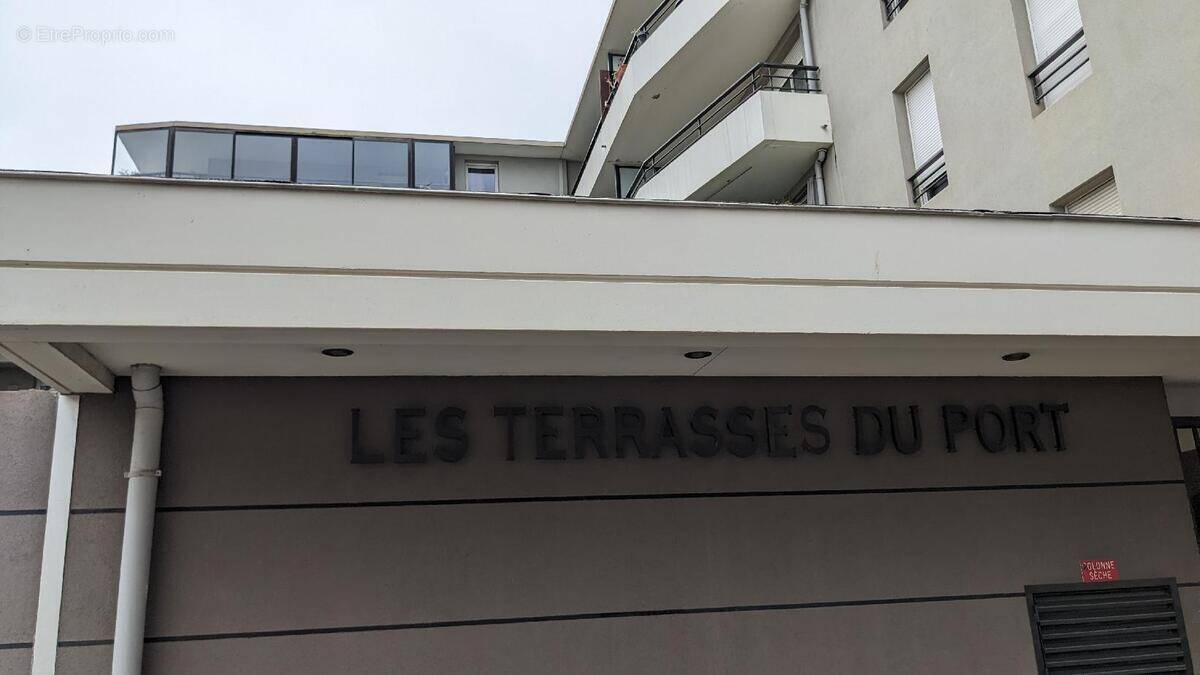 EtreProprio.com
LES TERRASSES DU PORT
COLONNE
SÈCHE